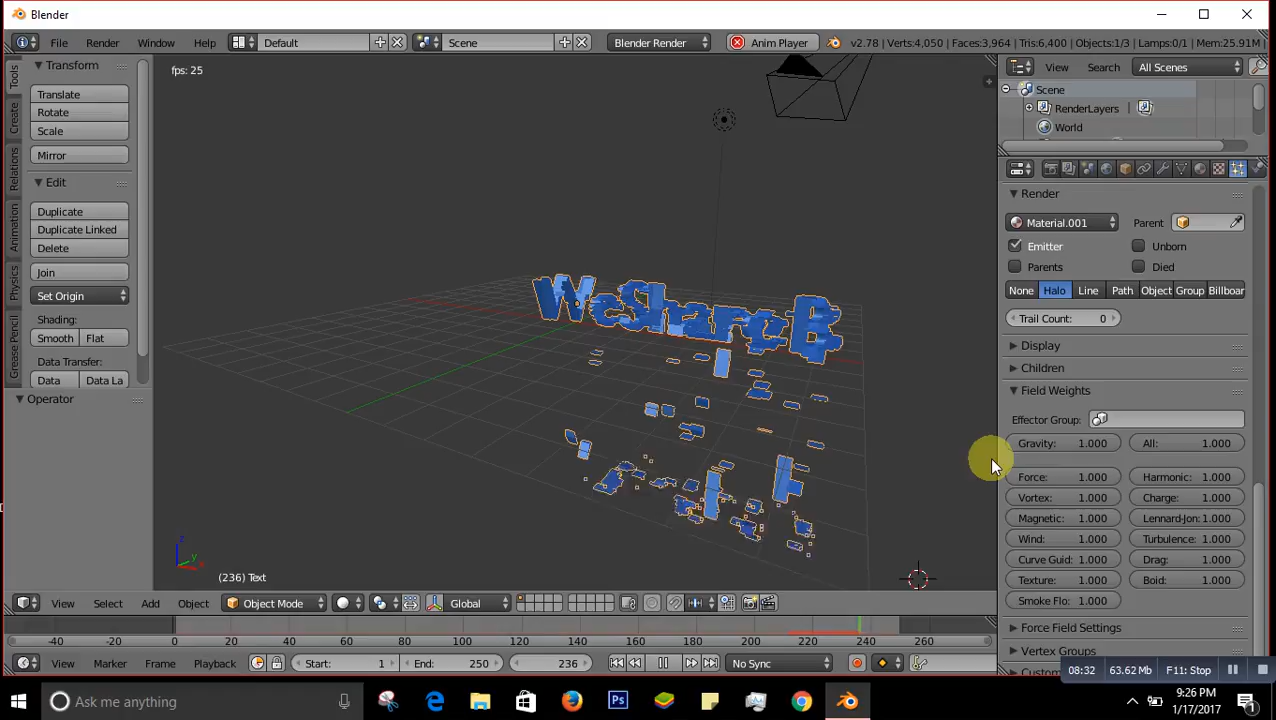 Blender
File Render Window Help Default Scene Blender Render Anim Player v2.78 | Verts:4,050 | Faces:3,964 | Tris:6,400 | Objects:1/3 | Lamps:0/1 | Mem:25.91M
Tools
Create
Relations
Animation
Physics
Grease Pencil
Transform
Translate
Rotate
Scale
Mirror
Edit
Duplicate
Duplicate Linked
Delete
Join
Set Origin
Shading:
Smooth Flat
Data Transfer:
Data Data La
Operator
fps: 25
WeShareB
z
y
x
(236) Text
View Select Add Object Object Mode Global
-40 -20 0 20 40 60 80 100 120 140 160 180 200 220 240 260
View Marker Frame Playback Start: 1 End: 250 236 No Sync
View Search All Scenes
Scene
RenderLayers
World
Render
Material.001 Parent
Emitter Unborn
Parents Died
None Halo Line Path Object Group Billboar
Trail Count: 0
Display
Children
Field Weights
Effector Group:
Gravity: 1.000 All: 1.000
Force: 1.000 Harmonic: 1.000
Vortex: 1.000 Charge: 1.000
Magnetic: 1.000 Lennard-Jon: 1.000
Wind: 1.000 Turbulence: 1.000
Curve Guid: 1.000 Drag: 1.000
Texture: 1.000 Boid: 1.000
Smoke Flo: 1.000
Force Field Settings
Vertex Groups
08:32 63.62 Mb F11: Stop
Ask me anything
9:26 PM
1/17/2017